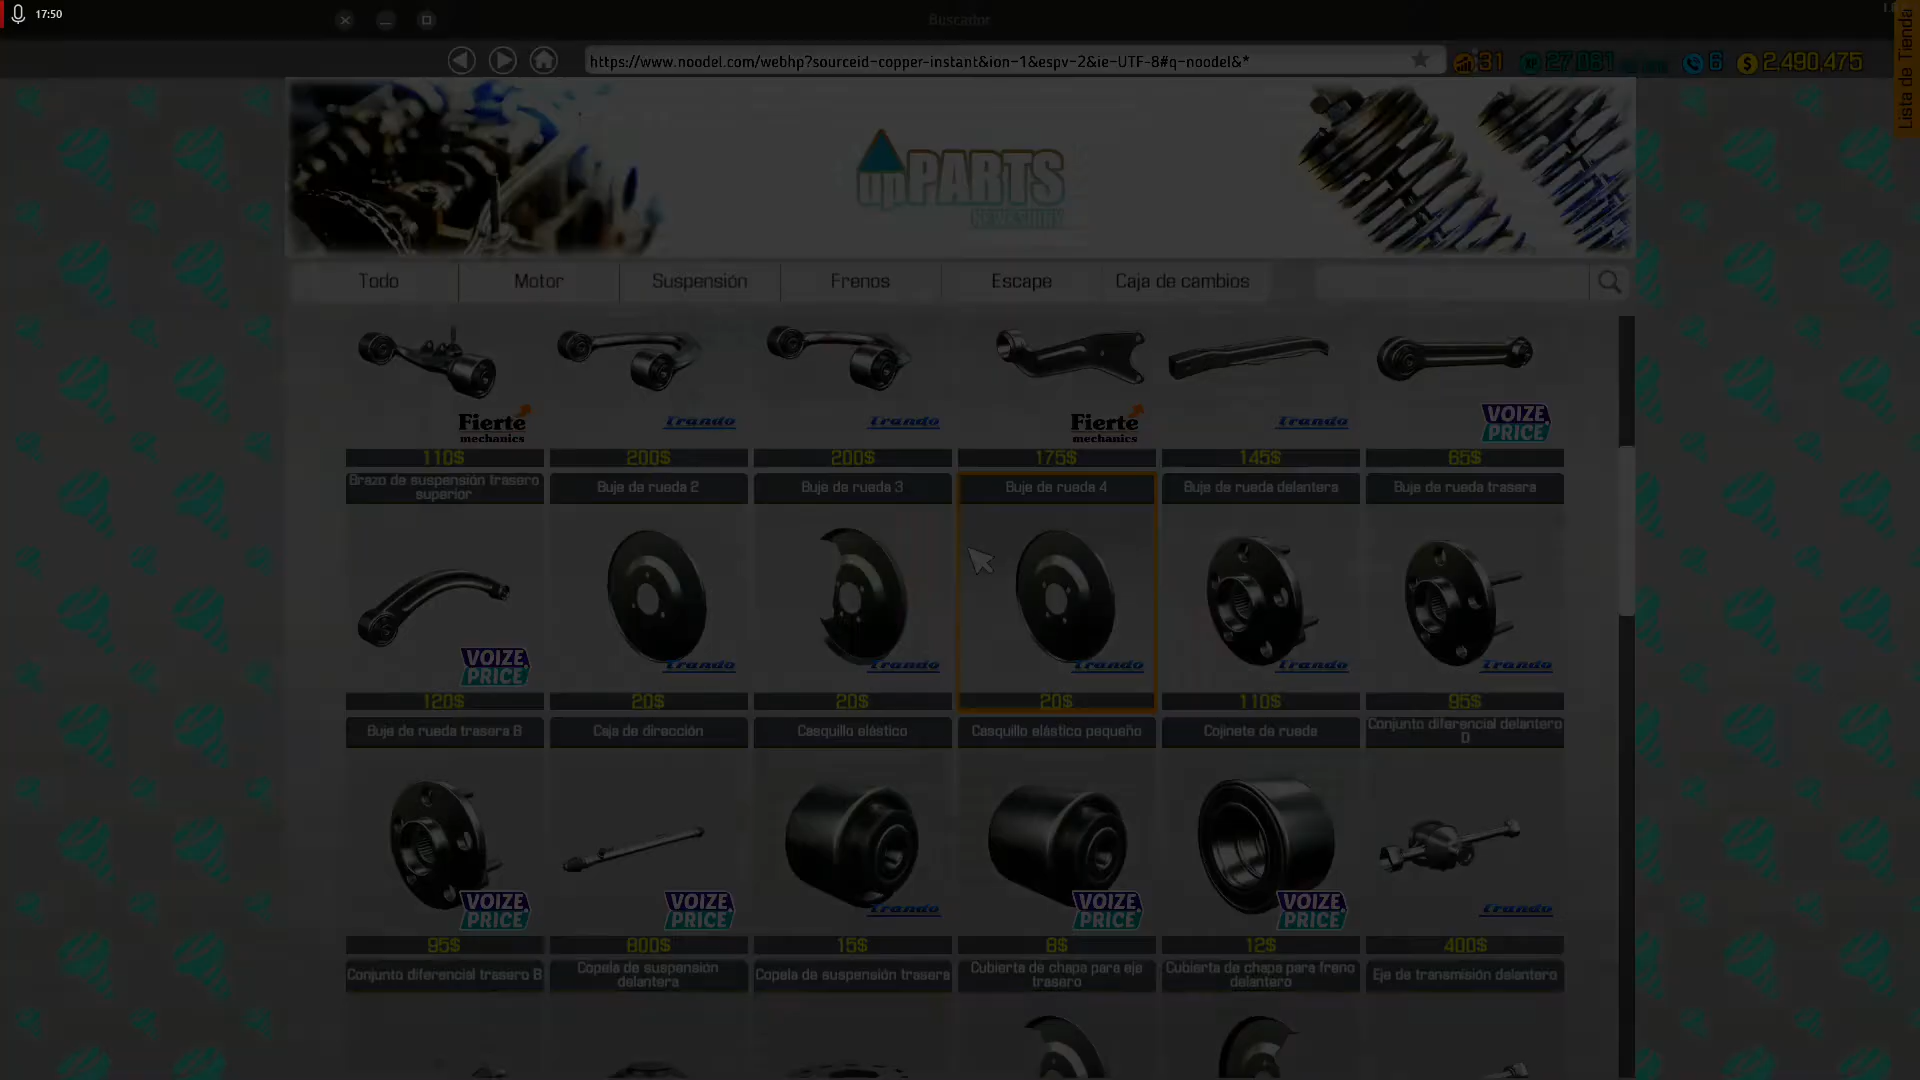 17:50
Buscador
https://www.noodel.com/webhp?sourceid-copper-instant&ion-1&espv-2&ie-UTF-8#q-noodel&*
31
27,081
6
2,490,475
Lista de Tienda
upPARTS
Todo
Motor
Suspensión
Frenos
Escape
Caja de cambios
Fierté mechanics
Trando
Trando
Fierté mechanics
Trando
VOIZE PRICE
110$
200$
200$
175$
145$
65$
Brazo de suspensión trasero superior
Buje de rueda 2
Buje de rueda 3
Buje de rueda 4
Buje de rueda delantera
Buje de rueda trasera
VOIZE PRICE
Trando
Trando
Trando
Trando
Trando
120$
20$
20$
20$
110$
95$
Buje de rueda trasera B
Caja de dirección
Casquillo elástico
Casquillo elástico pequeño
Cojinete de rueda
Conjunto diferencial delantero D
VOIZE PRICE
VOIZE PRICE
Trando
VOIZE PRICE
VOIZE PRICE
Trando
95$
800$
15$
8$
12$
400$
Conjunto diferencial trasero B
Copela de suspensión delantera
Copela de suspensión trasera
Cubierta de chapa para eje trasero
Cubierta de chapa para freno delantero
Eje de transmisión delantero